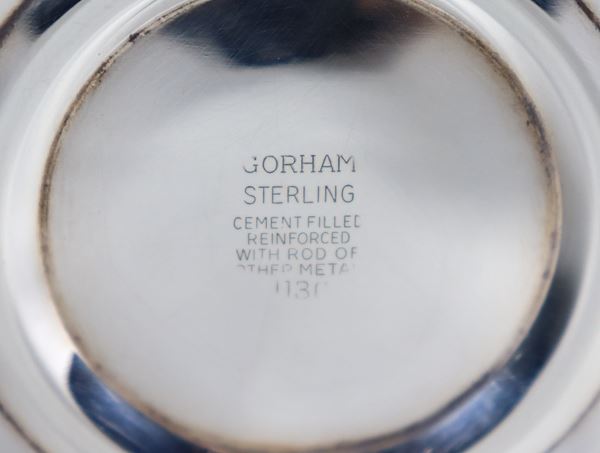 GORHAM
STERLING
CEMENT FILLED
REINFORCED
WITH ROD OF
OTHER METAL